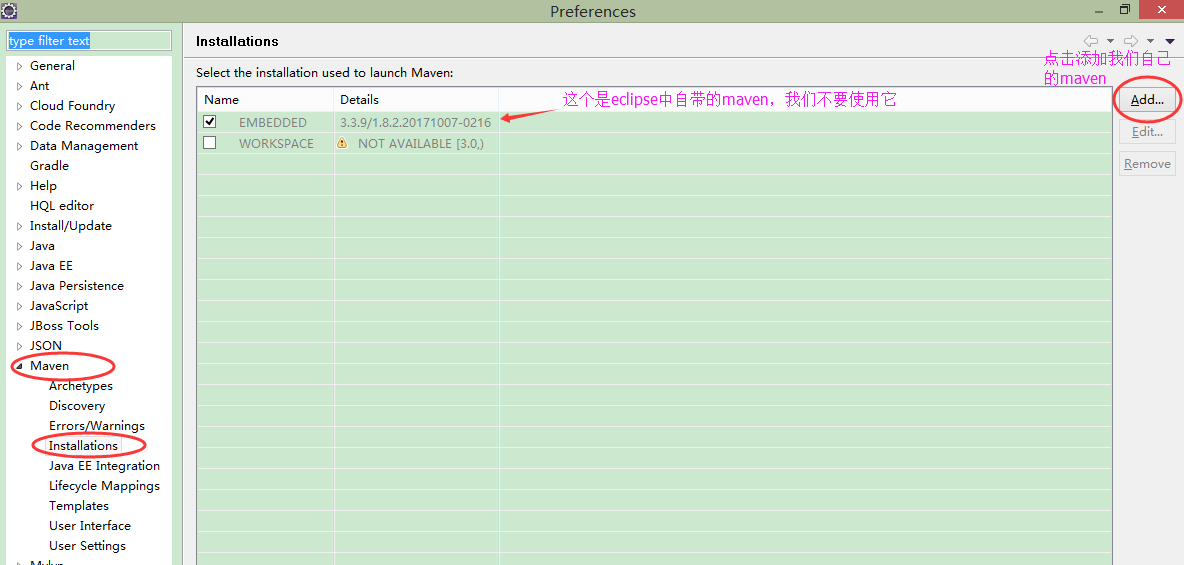 Preferences
type filter text
Installations
General
Ant
Cloud Foundry
Code Recommenders
Data Management
Gradle
Help
HQL editor
Install/Update
Java
Java EE
Java Persistence
JavaScript
JBoss Tools
JSON
Maven
Archetypes
Discovery
Errors/Warnings
Installations
Java EE Integration
Lifecycle Mappings
Templates
User Interface
User Settings
Mylyn
Select the installation used to launch Maven:
点击添加我们自己
的maven
Name Details
这个是eclipse中自带的maven，我们不要使用它
EMBEDDED 3.3.9/1.8.2.20171007-0216
WORKSPACE NOT AVAILABLE [3.0,)
Add...
Edit...
Remove